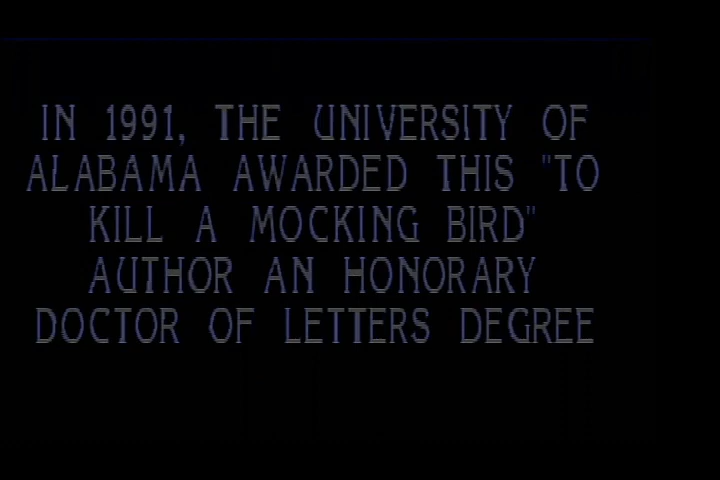 IN 1991, THE UNIVERSITY OF
ALABAMA AWARDED THIS "TO
KILL A MOCKING BIRD"
AUTHOR AN HONORARY
DOCTOR OF LETTERS DEGREE